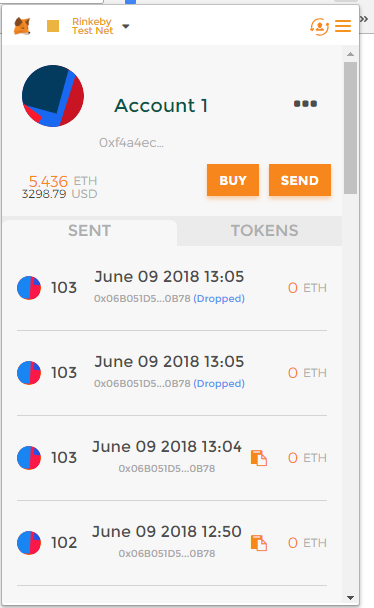 Rinkeby
Test Net
»
Account 1
0xf4a4ec...
5.436 ETH
3298.79 USD
BUY
SEND
SENT
TOKENS
103
June 09 2018 13:05
0x06B051D5...0B78 (Dropped)
0 ETH
103
June 09 2018 13:05
0x06B051D5...0B78 (Dropped)
0 ETH
103
June 09 2018 13:04
0x06B051D5...0B78
0 ETH
102
June 09 2018 12:50
0x06B051D5...0B78
0 ETH